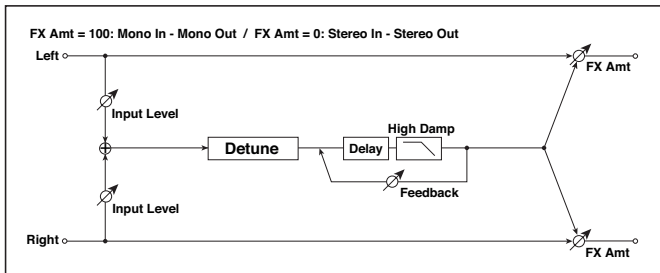 FX Amt = 100: Mono In - Mono Out / FX Amt = 0: Stereo In - Stereo Out
Left
FX Amt
Input Level
High Damp
Detune
Delay
Feedback
Input Level
Right
FX Amt